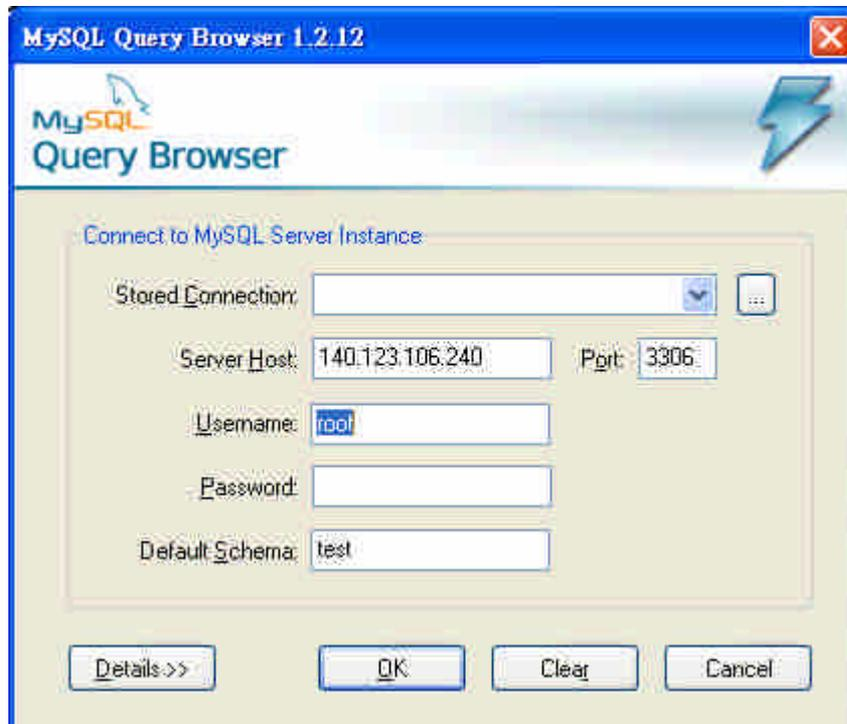 MySQL Query Browser 1.2.12
MySQL
Query Browser
Connect to MySQL Server Instance
Stored Connection: ...
Server Host: 140.123.106.240 Port: 3306
Username: root
Password:
Default Schema: test
Details >> OK Clear Cancel